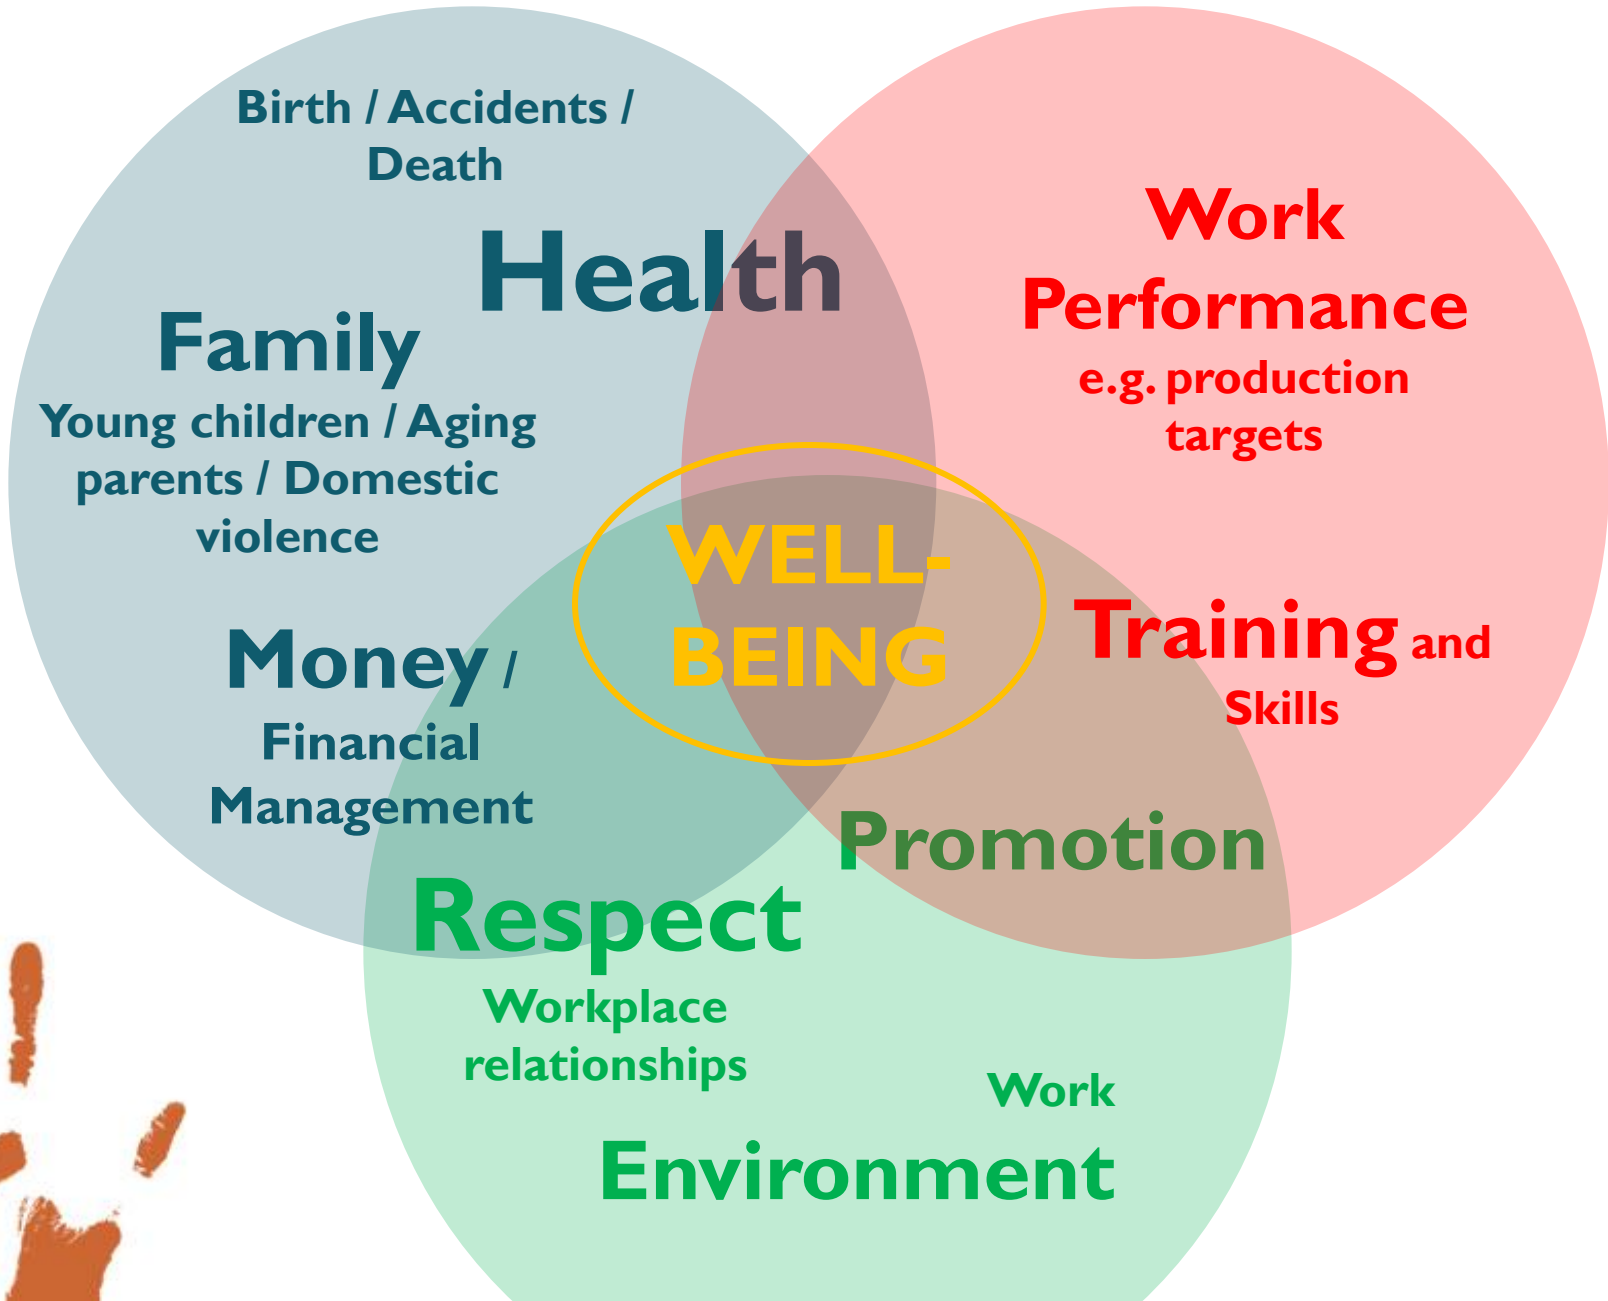 Birth / Accidents /
Death
Health
Family
Young children / Aging
parents / Domestic
violence
Money /
Financial
Management
Work
Performance
e.g. production
targets
Training and
Skills
WELL-
BEING
Promotion
Respect
Workplace
relationships
Work
Environment